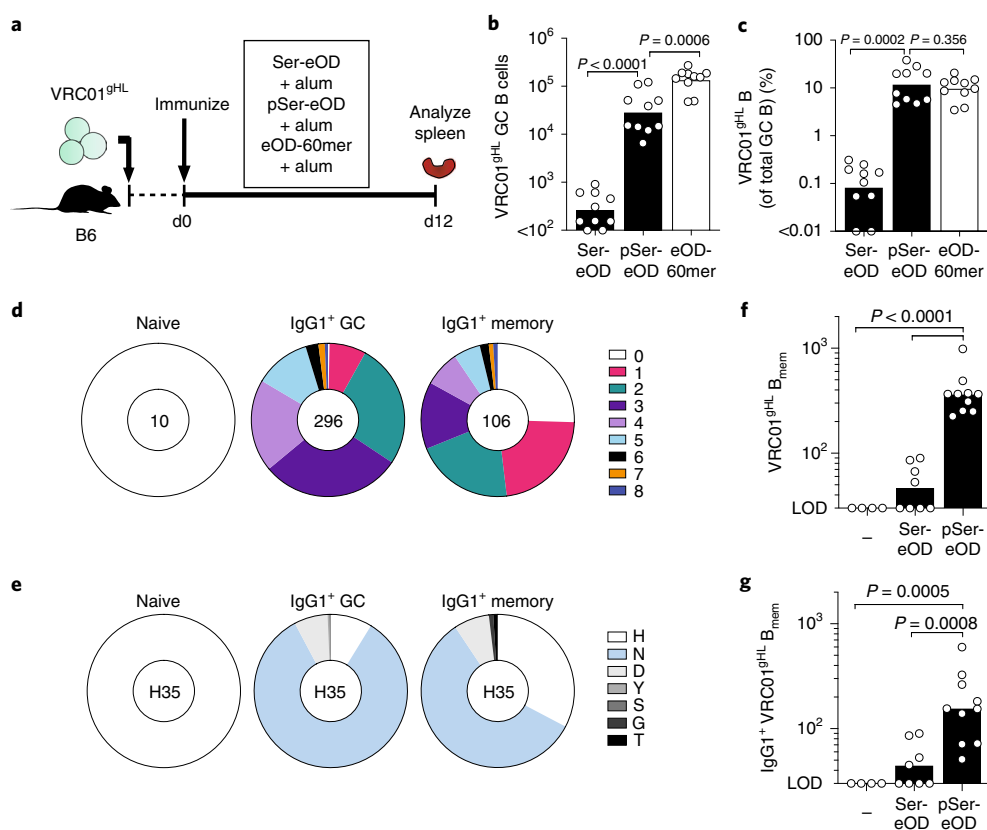 a
VRC01gHL
B6
Immunize
Ser-eOD
+ alum
pSer-eOD
+ alum
eOD-60mer
+ alum
Analyze
spleen
d0
d12
b
P < 0.0001
P = 0.0006
VRC01gHL GC B cells
10^6
10^5
10^4
10^3
<10^2
Ser-
eOD
pSer-
eOD
eOD-
60mer
c
P = 0.0002
P = 0.356
VRC01gHL B
(of total GC B) (%)
100
10
1
0.1
<0.01
Ser-
eOD
pSer-
eOD
eOD-
60mer
d
Naive
IgG1+ GC
IgG1+ memory
10
296
106
0
1
2
3
4
5
6
7
8
e
Naive
IgG1+ GC
IgG1+ memory
H35
H35
H35
H
N
D
Y
S
G
T
f
P < 0.0001
VRC01gHL Bmem
10^3
10^2
LOD
–
Ser-
eOD
pSer-
eOD
g
P = 0.0005
P = 0.0008
IgG1+ VRC01gHL Bmem
10^3
10^2
LOD
–
Ser-
eOD
pSer-
eOD